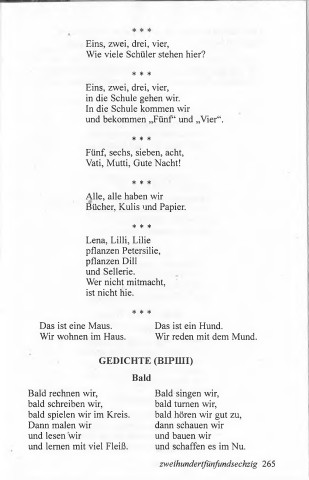 * * *
Eins, zwei, drei, vier,
Wie viele Schüler stehen hier?
* * *
Eins, zwei, drei, vier,
in die Schule gehen wir.
In die Schule kommen wir
und bekommen „Fünf“ und „Vier“.
* * *
Fünf, sechs, sieben, acht,
Vati, Mutti, Gute Nacht!
* * *
Alle, alle haben wir
Bücher, Kulis und Papier.
* * *
Lena, Lilli, Lilie
pflanzen Petersilie,
pflanzen Dill
und Sellerie.
Wer nicht mitmacht,
ist nicht hie.
* * *
Das ist eine Maus.
Wir wohnen im Haus.
Das ist ein Hund.
Wir reden mit dem Mund.
GEDICHTE (ВІРШІ)
Bald
Bald rechnen wir,
bald schreiben wir,
bald spielen wir im Kreis.
Dann malen wir
und lesen wir
und lernen mit viel Fleiß.
Bald singen wir,
bald turnen wir,
bald hören wir gut zu,
dann schauen wir
und bauen wir
und schaffen es im Nu.
zweihundertfünfundsechzig 265